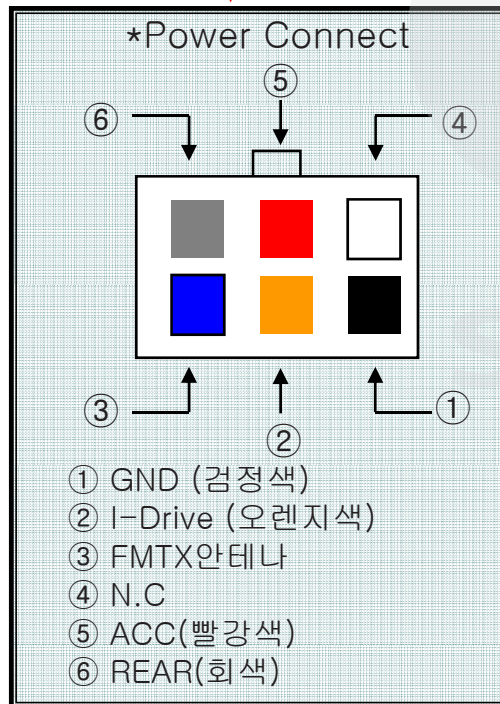 *Power Connect
⑤
⑥
④
③
①
②
① GND (검정색)
② I-Drive (오렌지색)
③ FMTX안테나
④ N.C
⑤ ACC(빨강색)
⑥ REAR(회색)